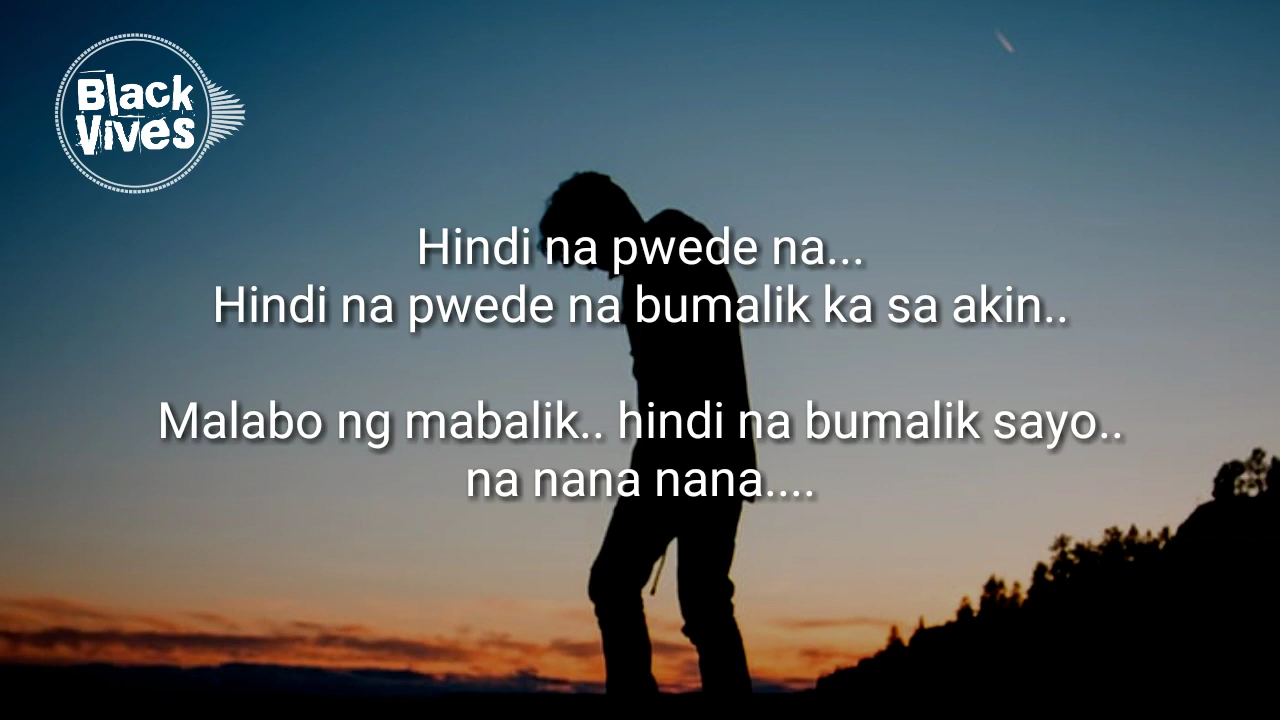 Black
Vives
Hindi na pwede na...
Hindi na pwede na bumalik ka sa akin..
Malabo ng mabalik.. hindi na bumalik sayo..
na nana nana....